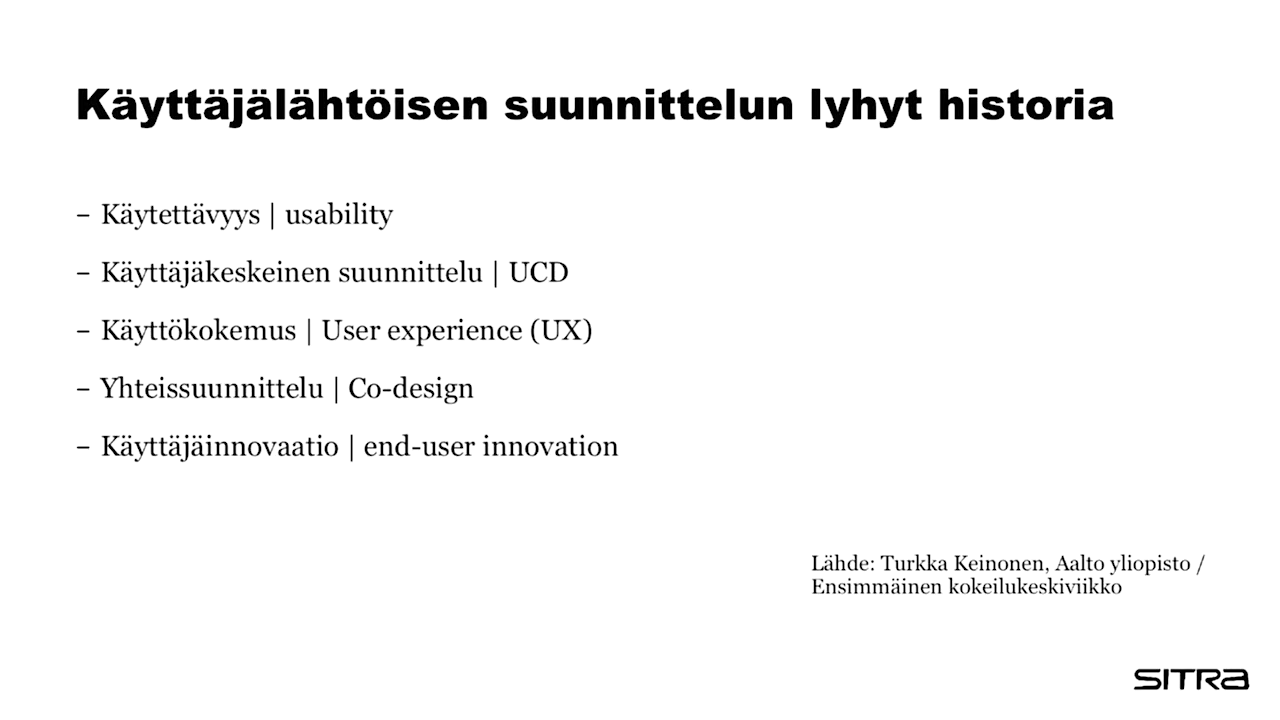 Käyttäjälähtöisen suunnittelun lyhyt historia
– Käytettävyys | usability
– Käyttäjäkeskeinen suunnittelu | UCD
– Käyttökokemus | User experience (UX)
– Yhteissuunnittelu | Co-design
– Käyttäjäinnovaatio | end-user innovation
Lähde: Turkka Keinonen, Aalto yliopisto /
Ensimmäinen kokeilukeskiviikko
SITRA